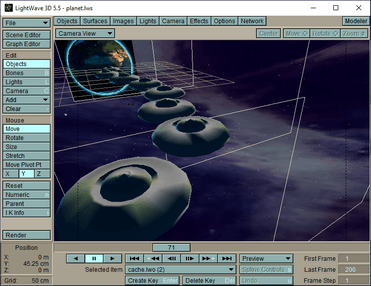 LightWave 3D 5.5 - planet.lws
File
Objects Surfaces Images Lights Camera Effects Options Network
Modeler
Scene Editor
Graph Editor
Camera View
Center Move Rotate Zoom
Edit
Objects
Bones
Lights
Camera
Add
Clear
Mouse
Move
Rotate
Size
Stretch
Move Pivot Pt
X Y Z
Reset
Numeric
Parent
I K Info
Render
71
Position
X: 0 m
Y: 45.25 cm
Z: 0 m
Grid: 50 cm
Preview
Selected Item
cache.lwo (2)
Spline Controls
Create Key
Delete Key
Undo
First Frame 1
Last Frame 200
Frame Step 1